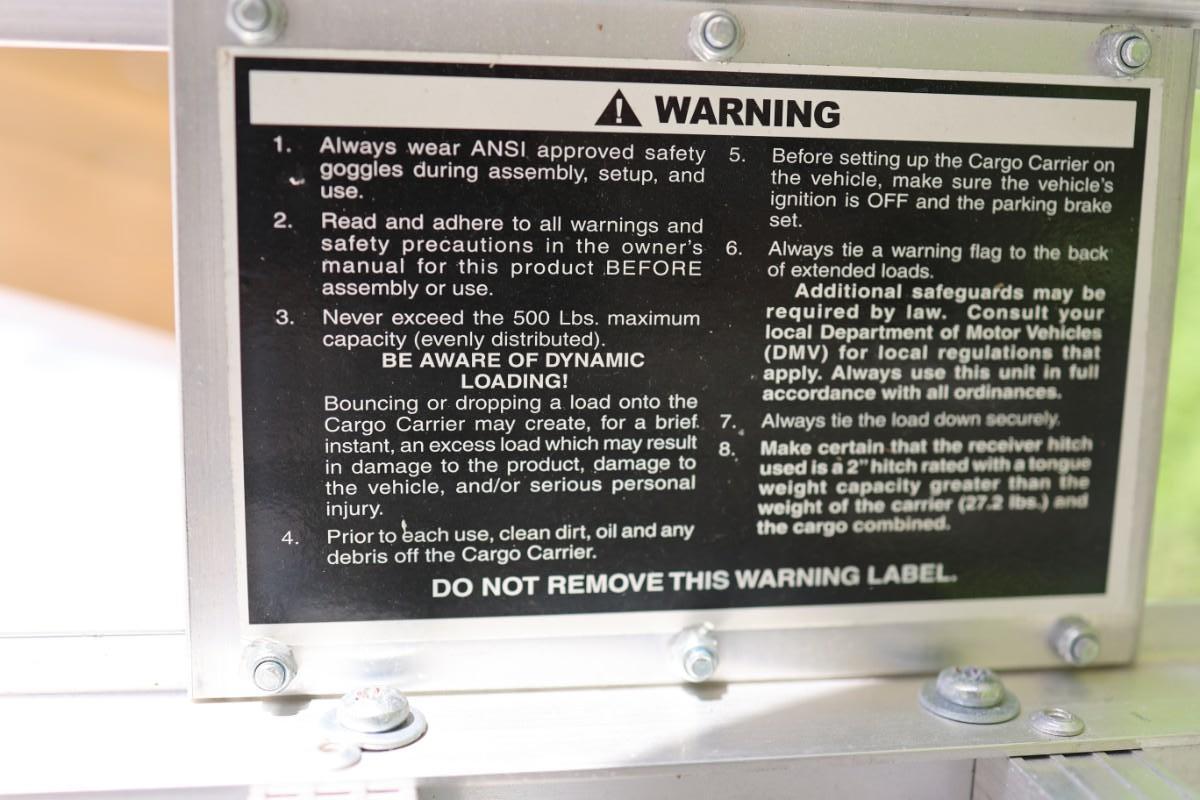 WARNING
1. Always wear ANSI approved safety
goggles during assembly, setup, and
use.
2. Read and adhere to all warnings and
safety precautions in the owner's
manual for this product BEFORE
assembly or use.
3. Never exceed the 500 Lbs. maximum
capacity (evenly distributed).
BE AWARE OF DYNAMIC
LOADING!
Bouncing or dropping a load onto the
Cargo Carrier may create, for a brief
instant, an excess load which may result
in damage to the product, damage to
the vehicle, and/or serious personal
injury.
4. Prior to each use, clean dirt, oil and any
debris off the Cargo Carrier.
5. Before setting up the Cargo Carrier on
the vehicle, make sure the vehicle's
ignition is OFF and the parking brake
set.
6. Always tie a warning flag to the back
of extended loads.
Additional safeguards may be
required by law. Consult your
local Department of Motor Vehicles
(DMV) for local regulations that
apply. Always use this unit in full
accordance with all ordinances.
7. Always tie the load down securely.
8. Make certain that the receiver hitch
used is a 2" hitch rated with a tongue
weight capacity greater than the
weight of the carrier (27.2 lbs.) and
the cargo combined.
DO NOT REMOVE THIS WARNING LABEL.